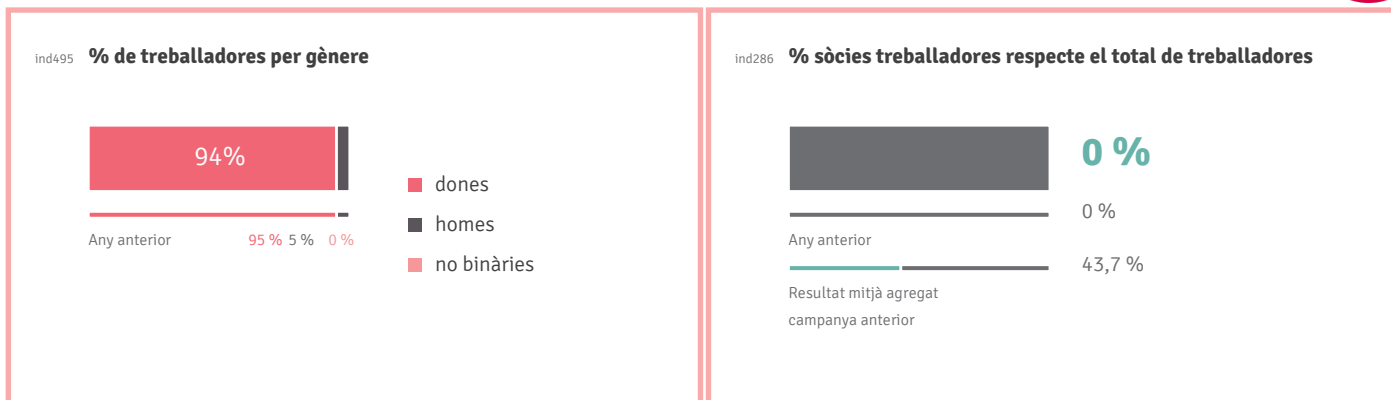 ind495 % de treballadores per gènere
94%
dones
homes
no binàries
Any anterior 95 % 5 % 0 %
ind286 % sòcies treballadores respecte el total de treballadores
0 %
0 %
Any anterior
43,7 %
Resultat mitjà agregat
campanya anterior